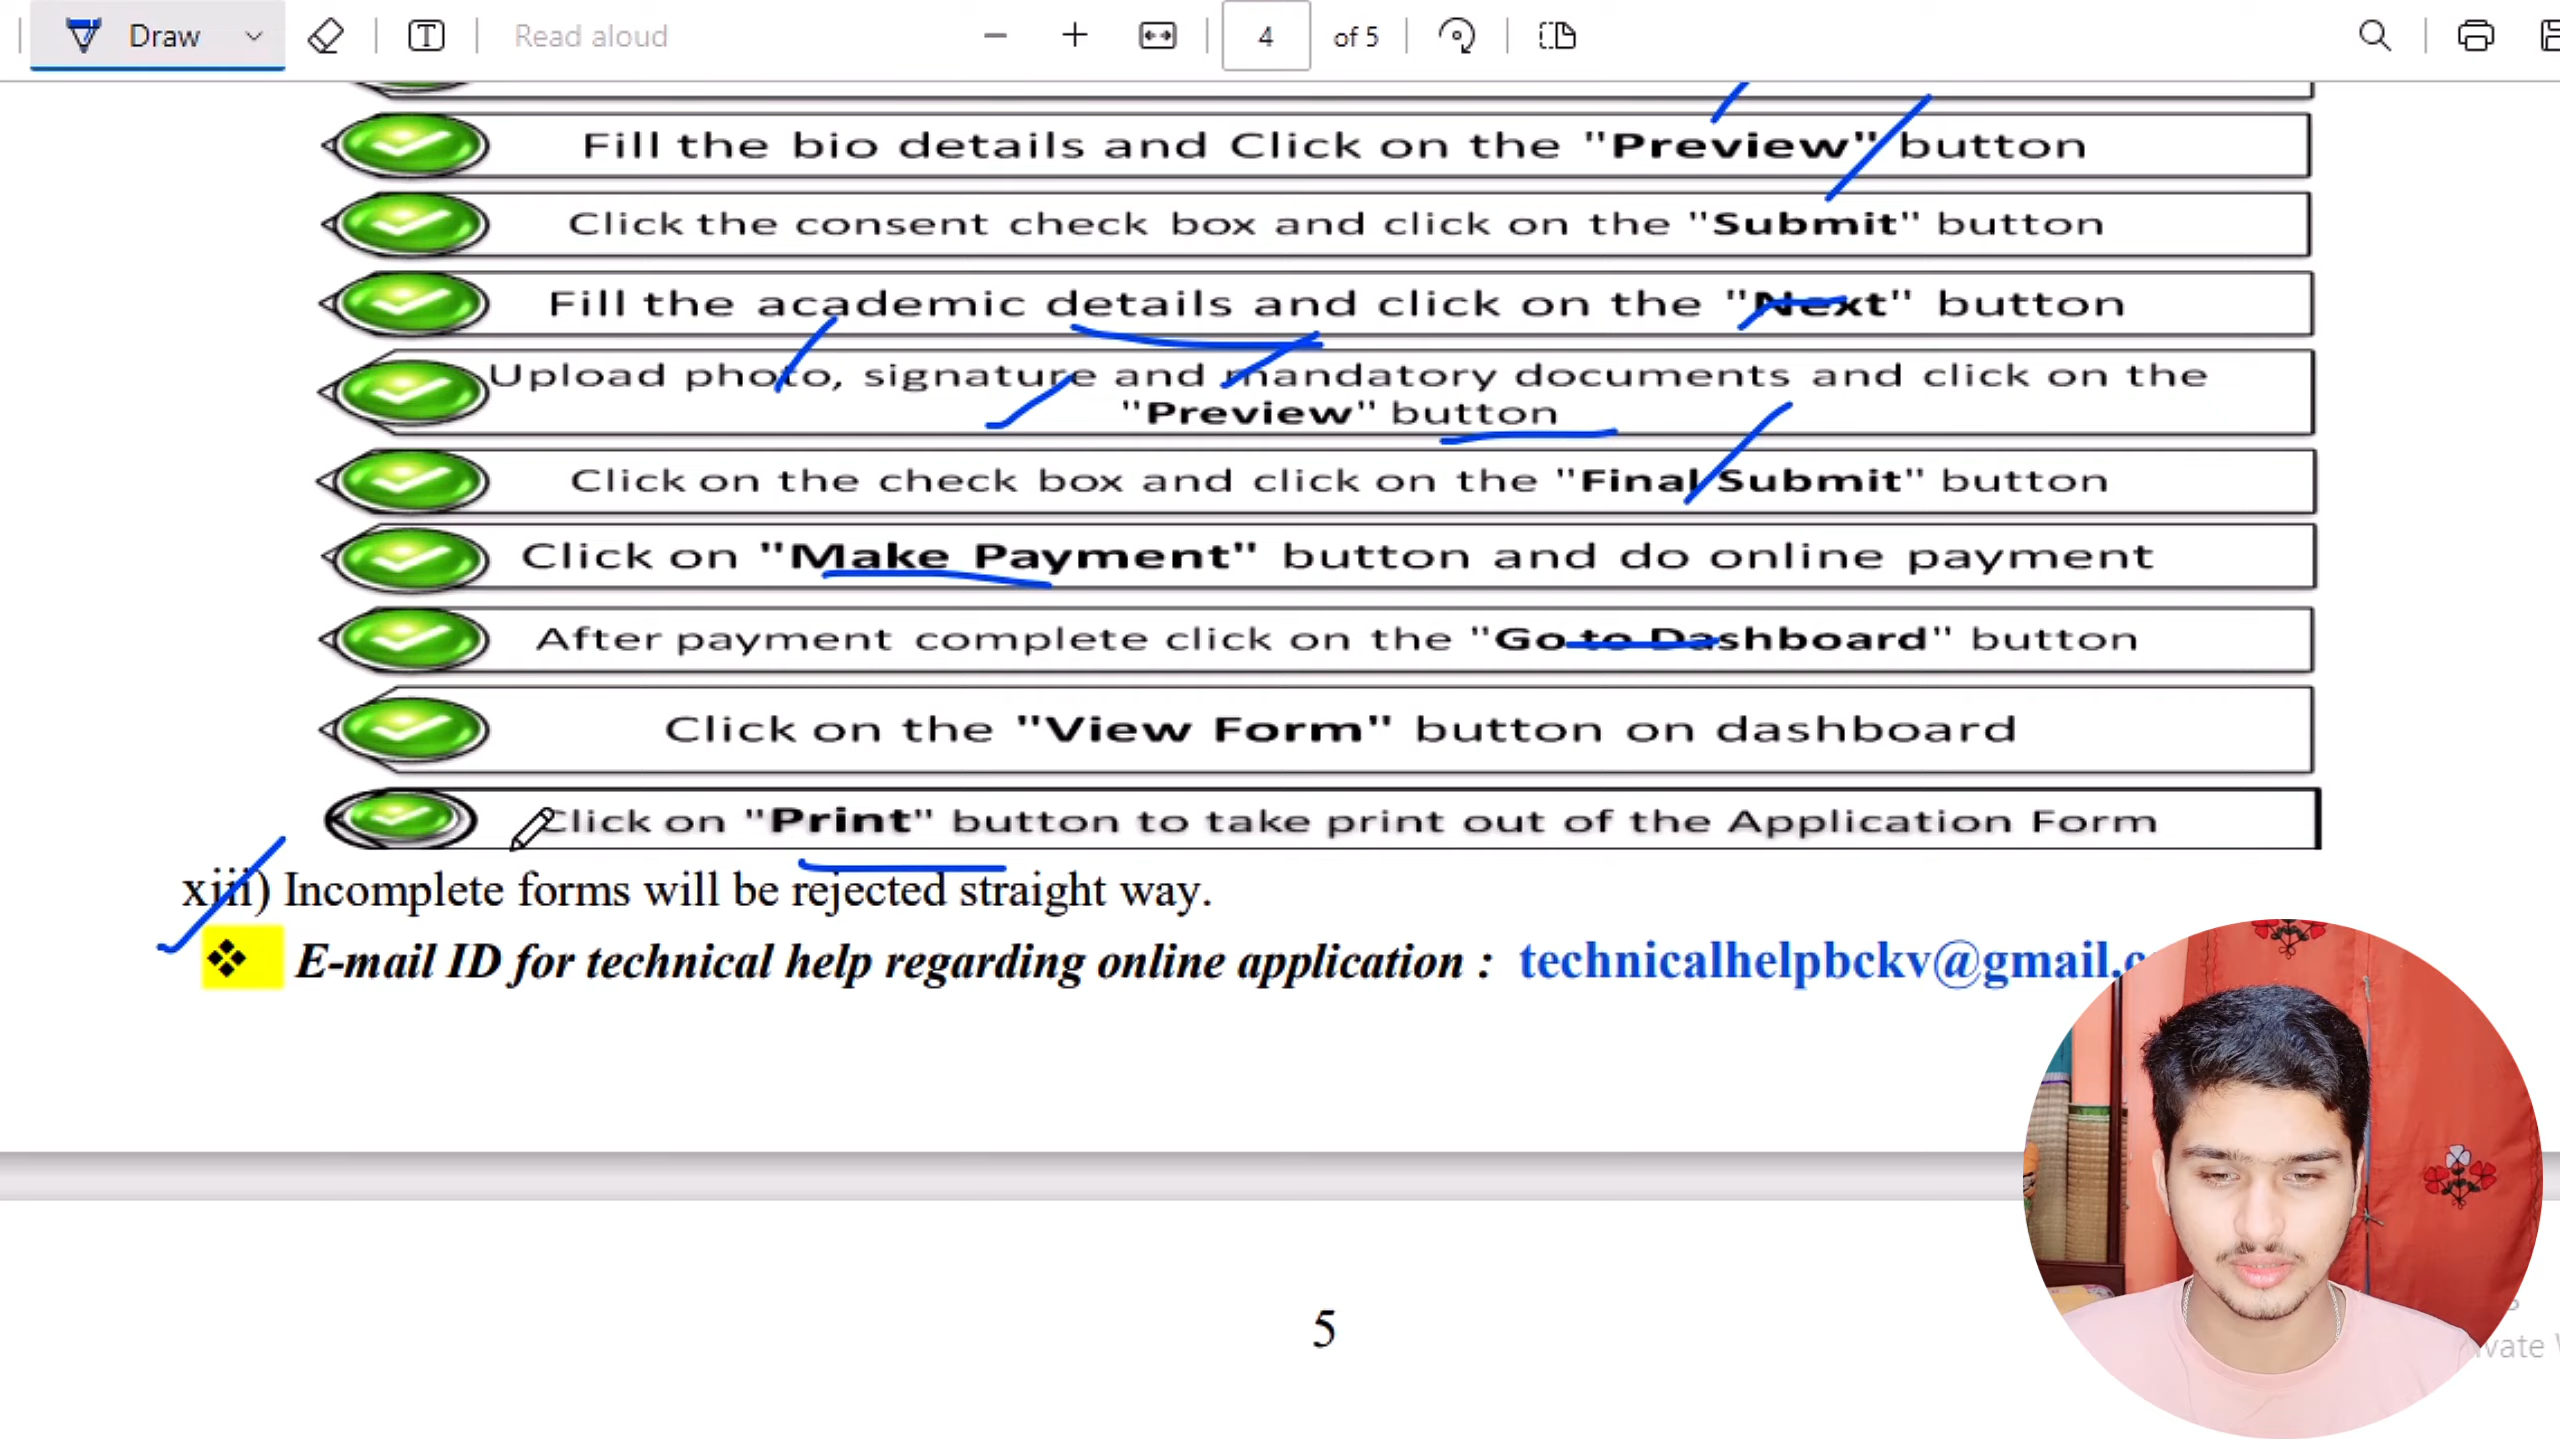 Draw
Read aloud
4 of 5
Fill the bio details and Click on the "Preview" button
Click the consent check box and click on the "Submit" button
Fill the academic details and click on the "Next" button
Upload photo, signature and mandatory documents and click on the
"Preview" button
Click on the check box and click on the "Final Submit" button
Click on "Make Payment" button and do online payment
After payment complete click on the "Go to Dashboard" button
Click on the "View Form" button on dashboard
Click on "Print" button to take print out of the Application Form
xiii) Incomplete forms will be rejected straight way.
❖ E-mail ID for technical help regarding online application : technicalhelpbckv@gmail.c
5